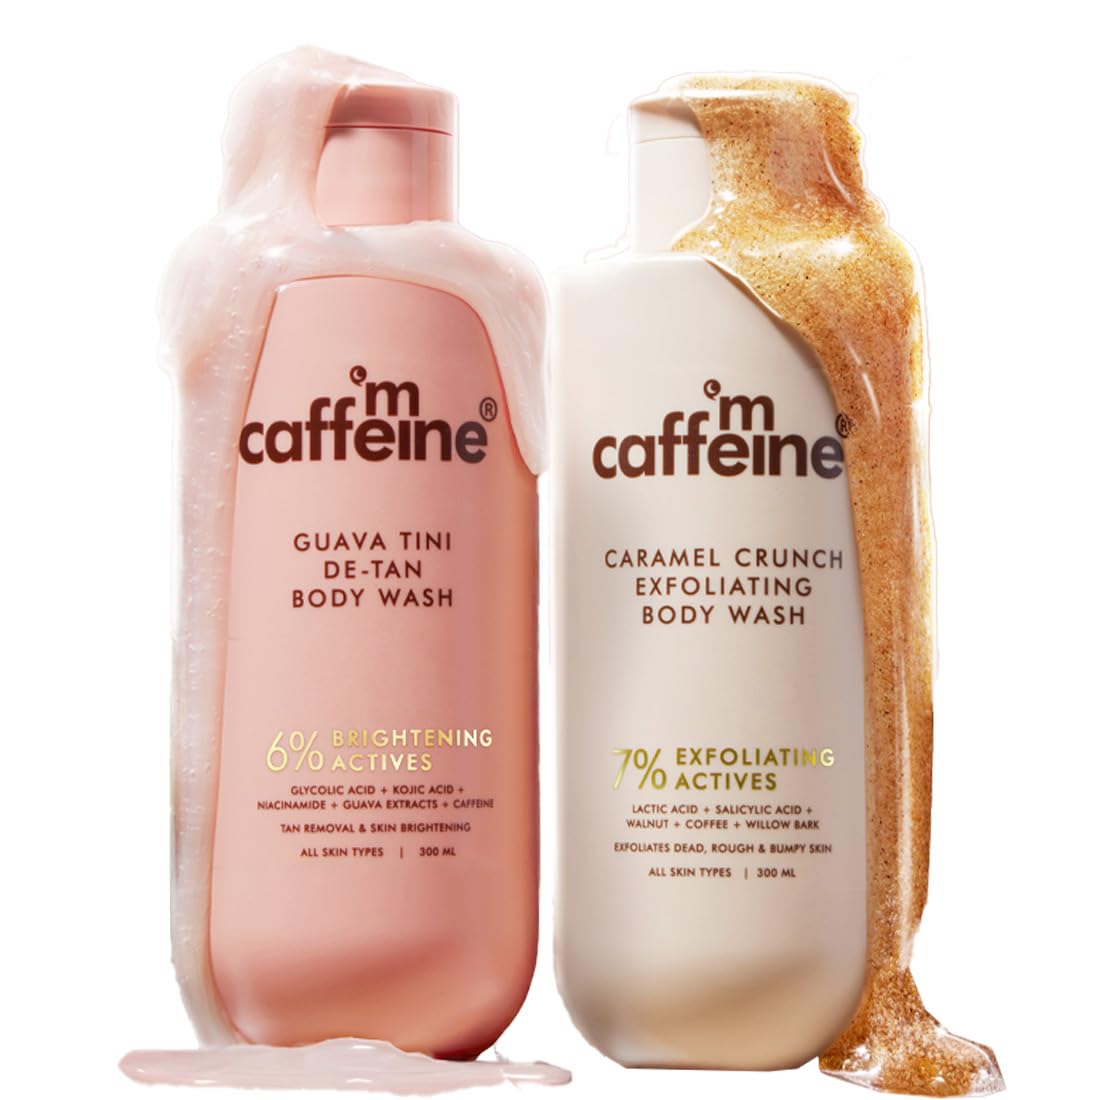 'm
caffeine®
GUAVA TINI
DE-TAN
BODY WASH
6% BRIGHTENING
ACTIVES
GLYCOLIC ACID + KOJIC ACID +
NIACINAMIDE + GUAVA EXTRACTS + CAFFEINE
TAN REMOVAL & SKIN BRIGHTENING
ALL SKIN TYPES | 300 ML
'm
caffeine®
CARAMEL CRUNCH
EXFOLIATING
BODY WASH
7% EXFOLIATING
ACTIVES
LACTIC ACID + SALICYLIC ACID +
WALNUT + COFFEE + WILLOW BARK
EXFOLIATES DEAD, ROUGH & BUMPY SKIN
ALL SKIN TYPES | 300 ML